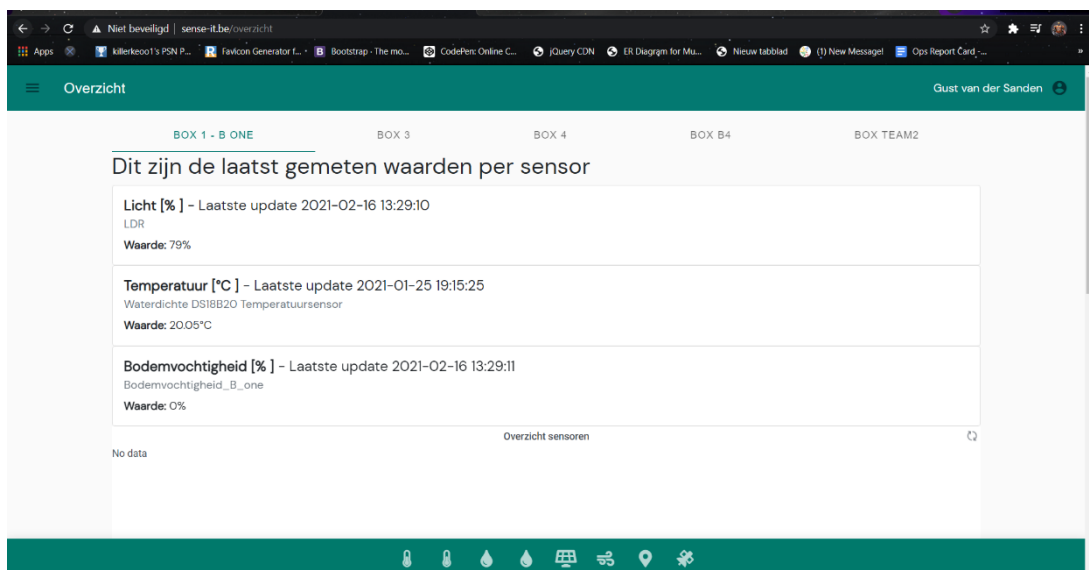 Niet beveiligd | sense-it.be/overzicht
Apps killerkeoo1's PSN P... Favicon Generator f... Bootstrap · The mo... CodePen: Online C... jQuery CDN ER Diagram for Mu... Nieuw tabblad (1) New Message! Ops Report Card -... »
Overzicht Gust van der Sanden
BOX 1 - B ONE BOX 3 BOX 4 BOX B4 BOX TEAM2
Dit zijn de laatst gemeten waarden per sensor
Licht [% ] - Laatste update 2021-02-16 13:29:10
LDR
Waarde: 79%
Temperatuur [°C ] - Laatste update 2021-01-25 19:15:25
Waterdichte DS18B20 Temperatuursensor
Waarde: 20.05°C
Bodemvochtigheid [% ] - Laatste update 2021-02-16 13:29:11
Bodemvochtigheid_B_one
Waarde: 0%
Overzicht sensoren
No data